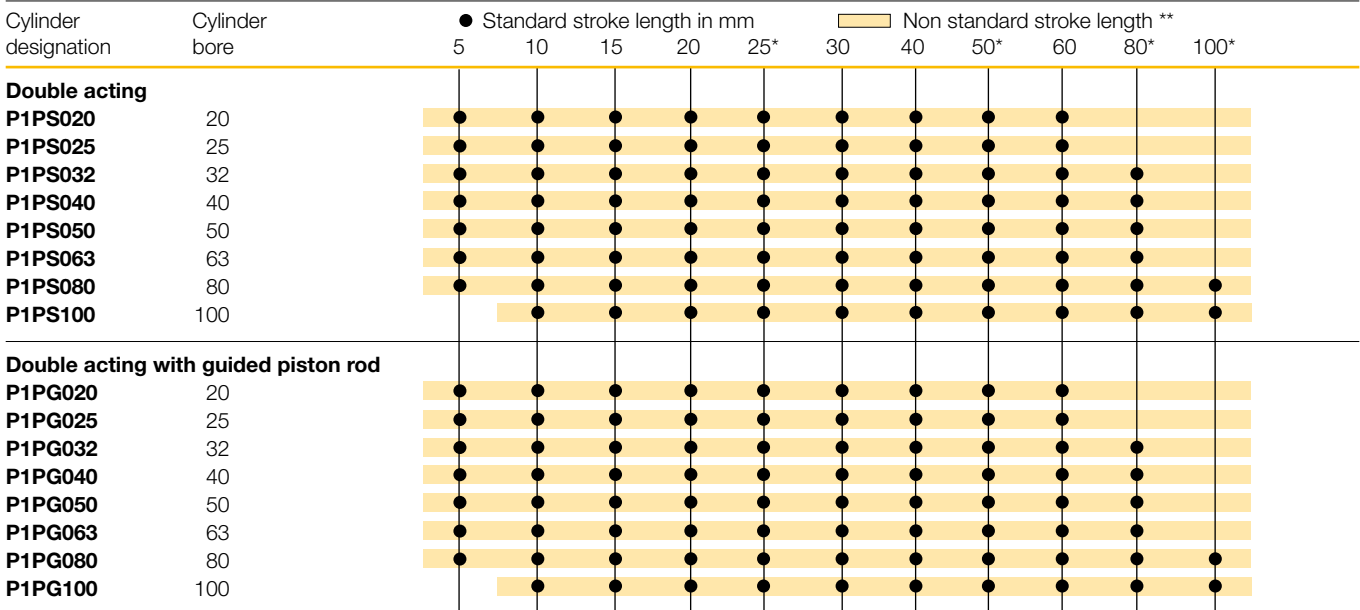 Cylinder Cylinder ● Standard stroke length in mm Non standard stroke length **
designation bore 5 10 15 20 25* 30 40 50* 60 80* 100*
Double acting
P1PS020 20
P1PS025 25
P1PS032 32
P1PS040 40
P1PS050 50
P1PS063 63
P1PS080 80
P1PS100 100
Double acting with guided piston rod
P1PG020 20
P1PG025 25
P1PG032 32
P1PG040 40
P1PG050 50
P1PG063 63
P1PG080 80
P1PG100 100